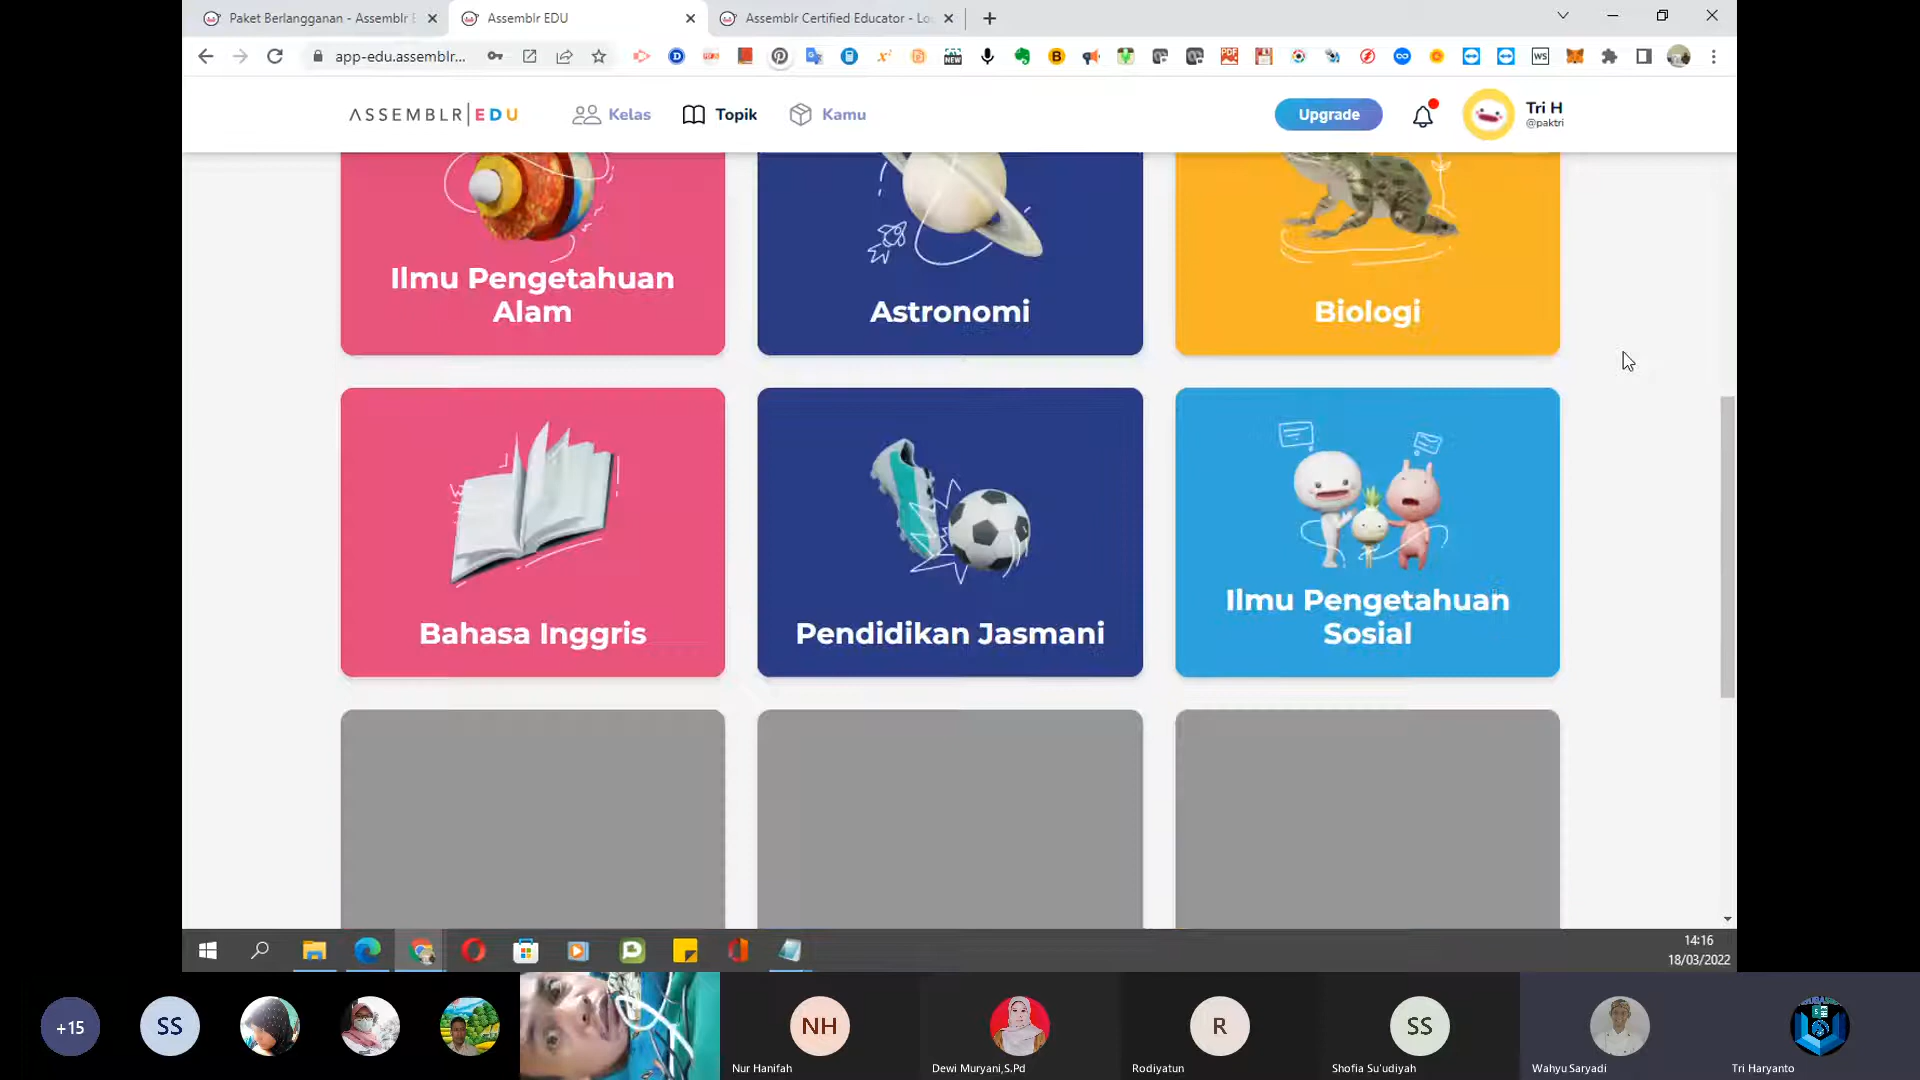 Paket Berlangganan - Assemblr E
Assemblr EDU
Assemblr Certified Educator - Lo
app-edu.assemblr...
ASSEMBLR|EDU
Kelas
Topik
Kamu
Upgrade
Tri H
@paktri
Ilmu Pengetahuan
Alam
Astronomi
Biologi
Bahasa Inggris
Pendidikan Jasmani
Ilmu Pengetahuan
Sosial
14:16
18/03/2022
+15
SS
NH
R
SS
Nur Hanifah
Dewi Muryani,S.Pd
Rodiyatun
Shofia Su'udiyah
Wahyu Saryadi
Tri Haryanto